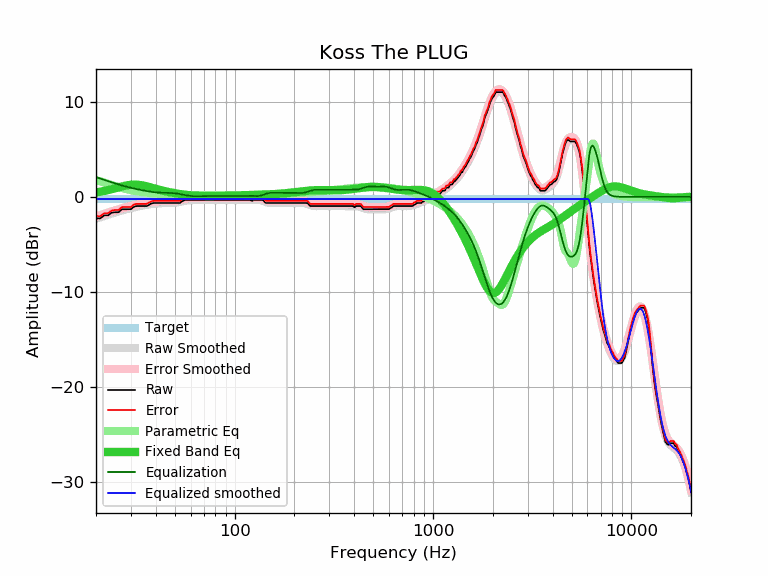 Koss The PLUG
Amplitude (dBr)
10
0
−10
−20
−30
Target
Raw Smoothed
Error Smoothed
Raw
Error
Parametric Eq
Fixed Band Eq
Equalization
Equalized smoothed
100
1000
10000
Frequency (Hz)